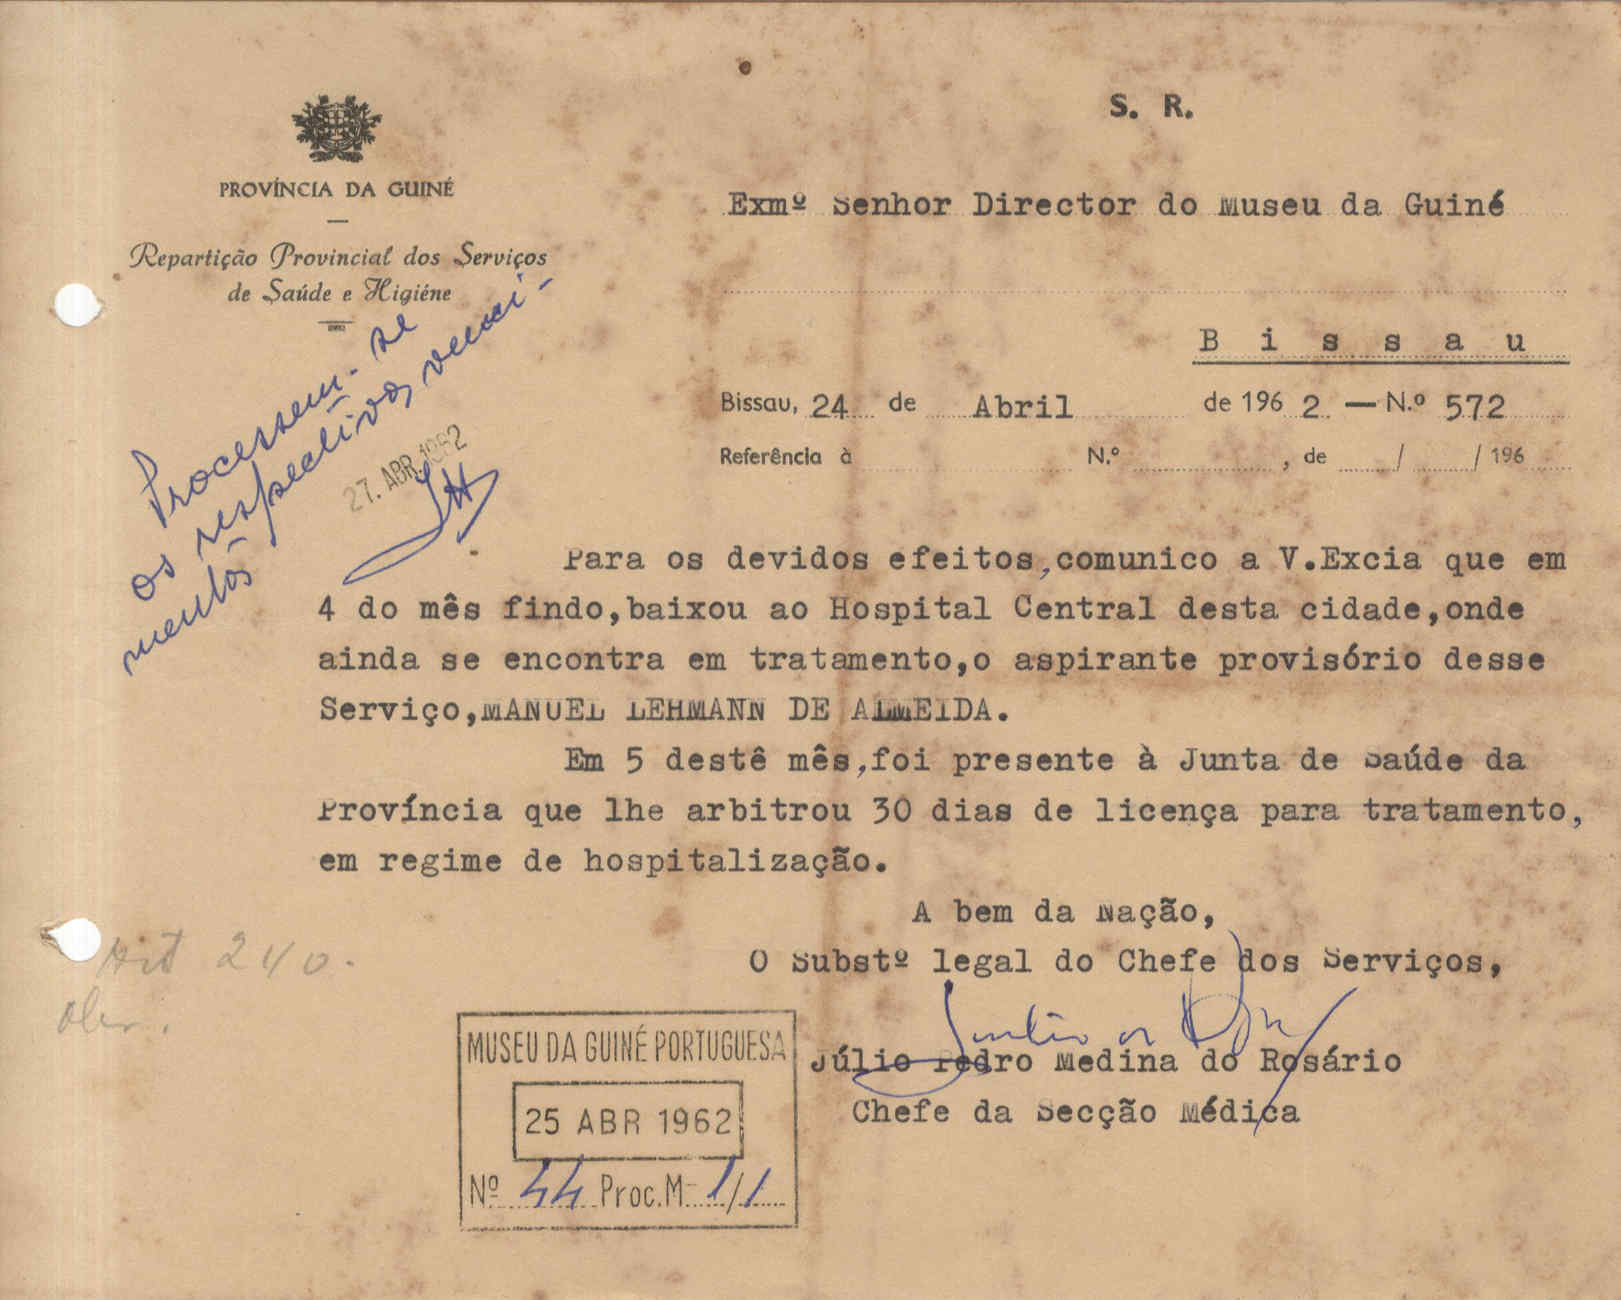 S. R.
PROVÍNCIA DA GUINÉ
Repartição Provincial dos Serviços
de Saúde e Higiéne
Exmº Senhor Director do Museu da Guiné
Bissau
Bissau, 24 de Abril de 1962 — N.º 572
Referência à N.º , de / / 196
Processem-se
os respectivos venci-
mentos
27. ABR. 1962
Para os devidos efeitos,comunico a V.Excia que em
4 do mês findo,baixou ao Hospital Central desta cidade,onde
ainda se encontra em tratamento,o aspirante provisório desse
Serviço,MANUEL LEHMANN DE ALMEIDA.
Em 5 destê mês,foi presente à Junta de Saúde da
Província que lhe arbitrou 30 dias de licença para tratamento,
em regime de hospitalização.
A bem da Nação,
O Substº legal do Chefe dos Serviços,
Júlio Pedro Medina do Rosário
Chefe da Secção Médica
240.
MUSEU DA GUINÉ PORTUGUESA
25 ABR 1962
Nº 44 Proc.M- 1/1